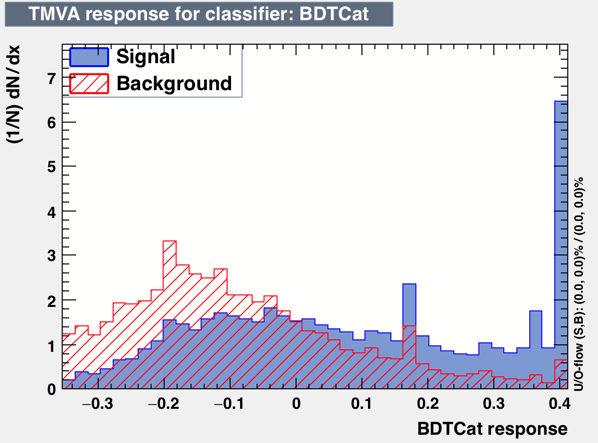 TMVA response for classifier: BDTCat
Signal
Background
(1/N) dN/dx
7
6
5
4
3
2
1
0
−0.3 −0.2 −0.1 0 0.1 0.2 0.3 0.4
BDTCat response
U/O-flow (S,B): (0.0, 0.0)% / (0.0, 0.0)%